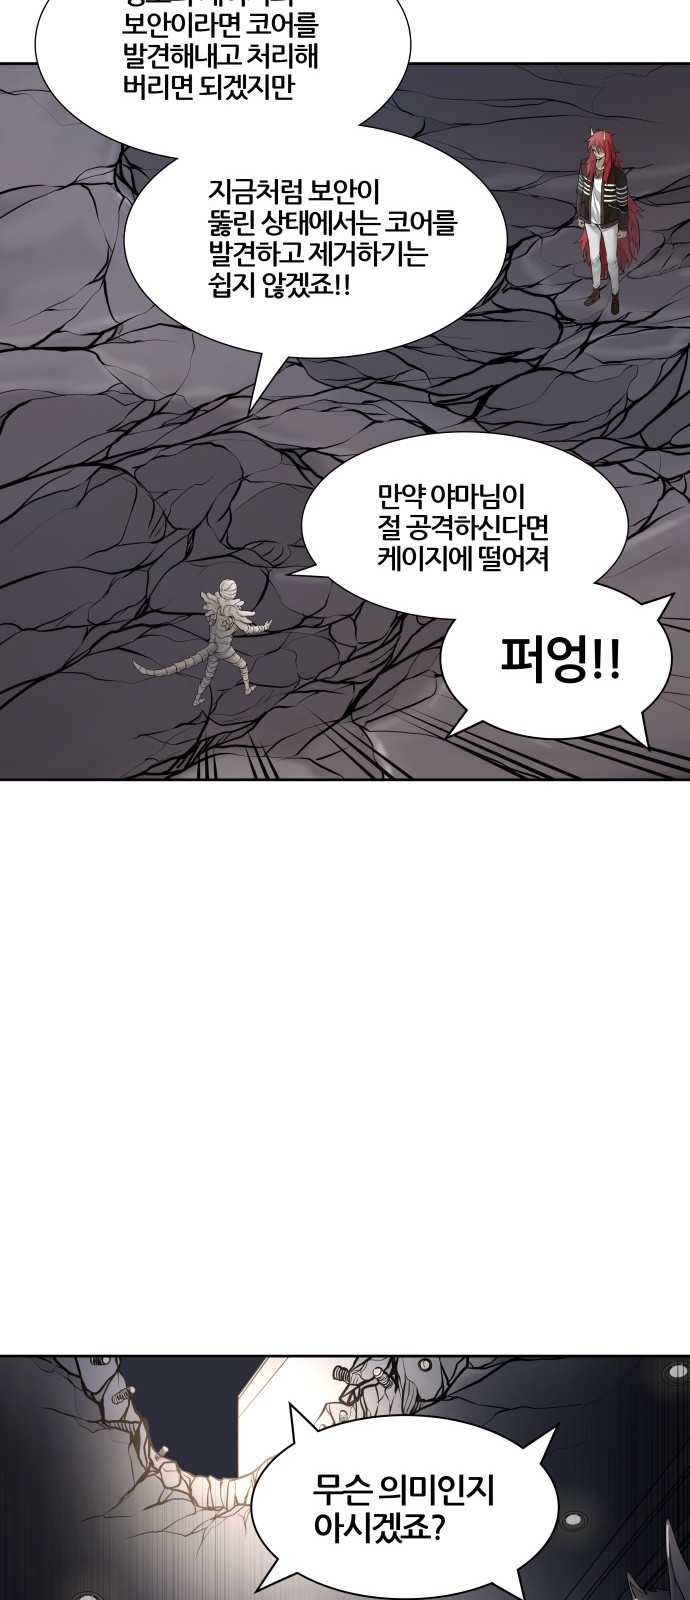 보안이라면 코어를
발견해내고 처리해
버리면 되겠지만
지금처럼 보안이
뚫린 상태에서는 코어를
발견하고 제거하기는
쉽지 않겠죠!!
만약 야마님이
절 공격하신다면
케이지에 떨어져
퍼엉!!
무슨 의미인지
아시겠죠?